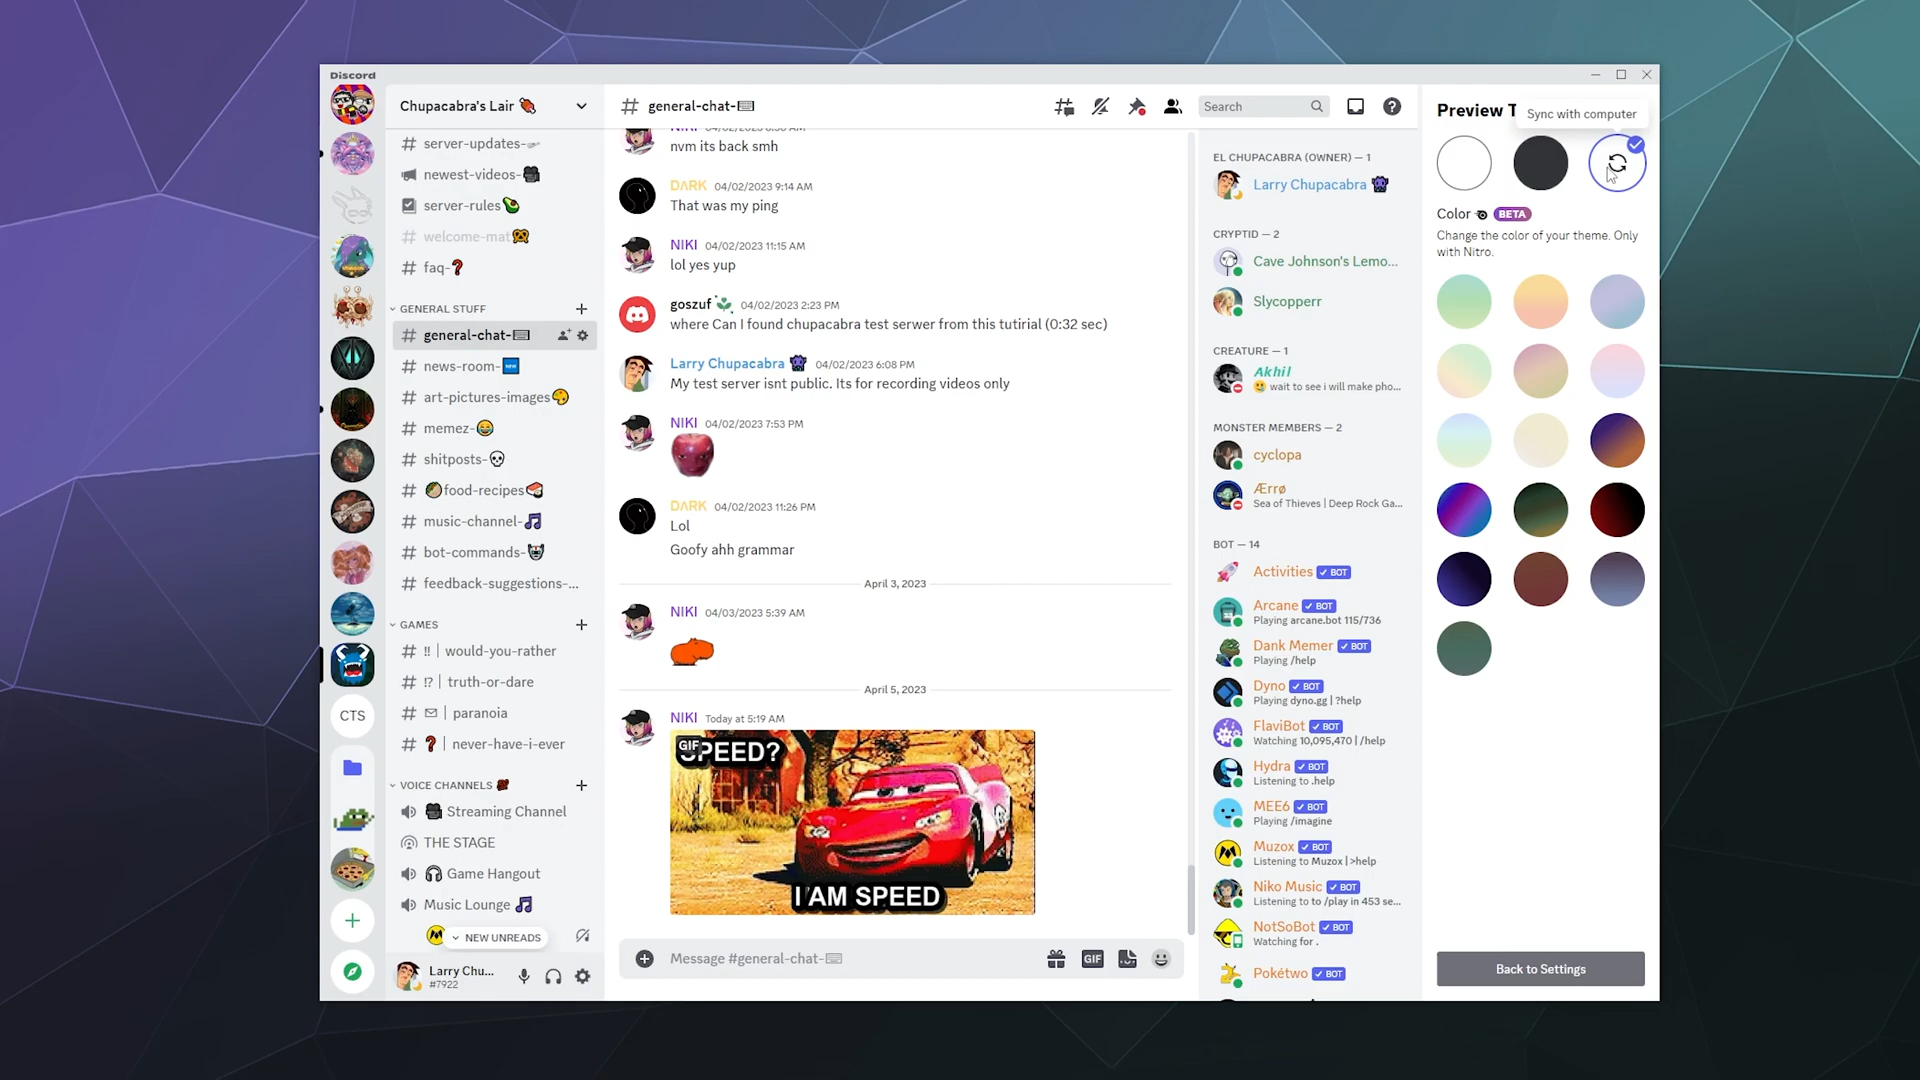 Discord
Chupacabra's Lair
server-updates-
newest-videos-
server-rules
welcome-mat
faq-
GENERAL STUFF
general-chat-
news-room-
art-pictures-images
memez-
shitposts-
food-recipes
music-channel-
bot-commands-
feedback-suggestions-...
GAMES
!! | would-you-rather
!? | truth-or-dare
| paranoia
| never-have-i-ever
VOICE CHANNELS
Streaming Channel
THE STAGE
Game Hangout
Music Lounge
NEW UNREADS
CTS
Larry Chu...
#7922
general-chat-
Search
nvm its back smh
DARK 04/02/2023 9:14 AM
That was my ping
NIKI 04/02/2023 11:15 AM
lol yes yup
goszuf 04/02/2023 2:23 PM
where Can I found chupacabra test serwer from this tutirial (0:32 sec)
Larry Chupacabra 04/02/2023 6:08 PM
My test server isnt public. Its for recording videos only
NIKI 04/02/2023 7:53 PM
DARK 04/02/2023 11:26 PM
Lol
Goofy ahh grammar
April 3, 2023
NIKI 04/03/2023 5:39 AM
April 5, 2023
NIKI Today at 5:19 AM
GIF
SPEED?
I AM SPEED
Message #general-chat-
GIF
EL CHUPACABRA (OWNER) — 1
Larry Chupacabra
CRYPTID — 2
Cave Johnson's Lemo...
Slycopperr
CREATURE — 1
Akhil
wait to see i will make pho...
MONSTER MEMBERS — 2
cyclopa
Ærrø
Sea of Thieves | Deep Rock Ga...
BOT — 14
Activities BOT
Arcane BOT
Playing arcane.bot 115/736
Dank Memer BOT
Playing /help
Dyno BOT
Playing dyno.gg | ?help
FlaviBot BOT
Watching 10,095,470 | /help
Hydra BOT
Listening to .help
MEE6 BOT
Playing /imagine
Muzox BOT
Listening to Muzox | >help
Niko Music BOT
Listening to to /play in 453 se...
NotSoBot BOT
Watching for .
Pokétwo BOT
Preview T
Sync with computer
Color BETA
Change the color of your theme. Only
with Nitro.
Back to Settings